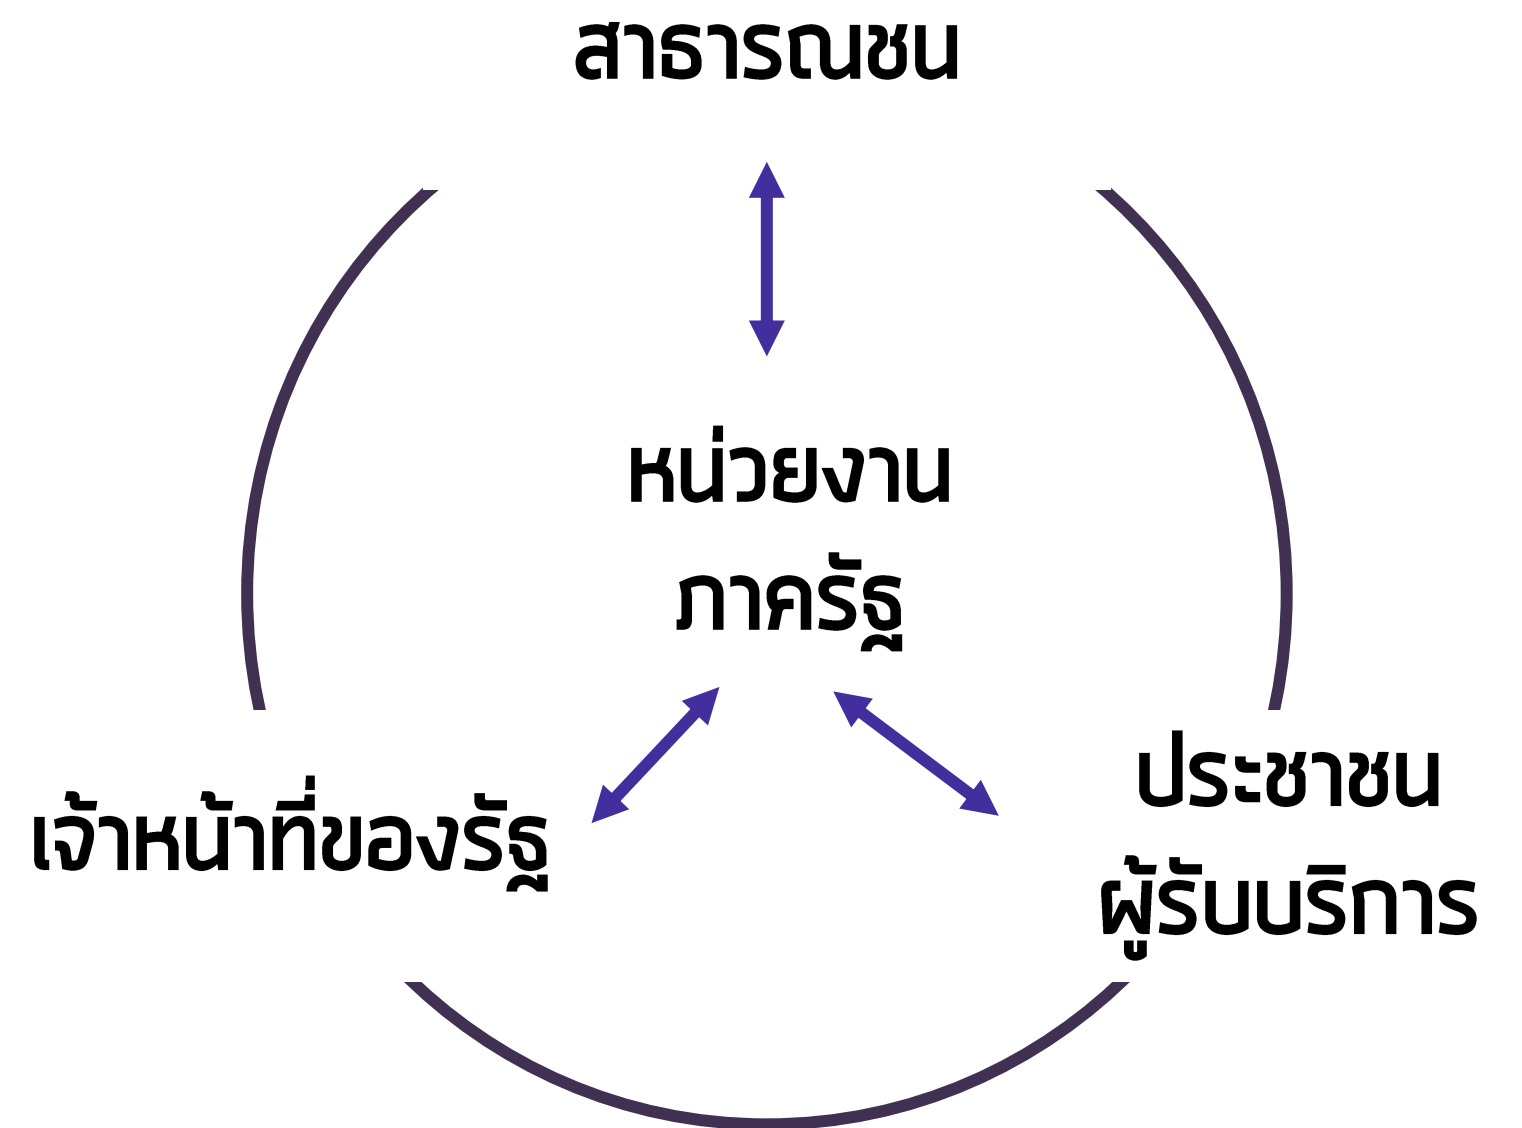 สาธารณชน
หน่วยงาน
ภาครัฐ
เจ้าหน้าที่ของรัฐ
ประชาชน
ผู้รับบริการ